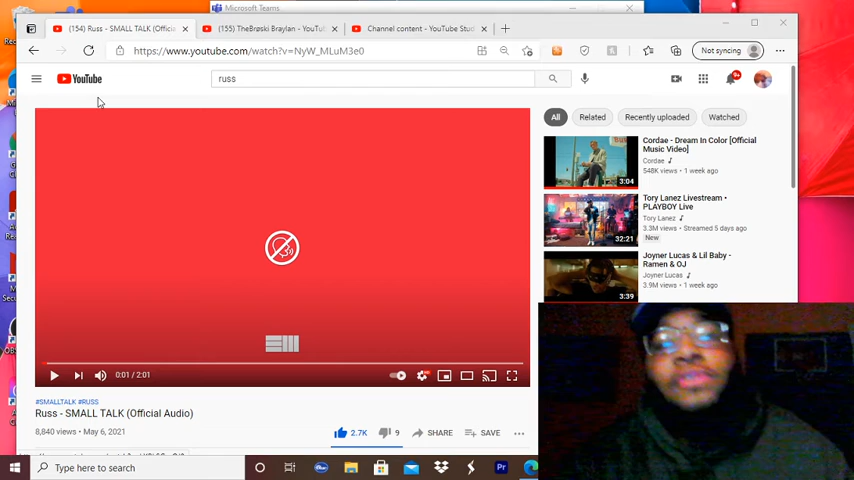 Microsoft Teams
(154) Russ - SMALL TALK (Officia
(155) TheBrøski Braylan - YouTu
Channel content - YouTube Stud
https://www.youtube.com/watch?v=NyW_MLuM3e0
Not syncing
YouTube
russ
9+
All
Related
Recently uploaded
Watched
Cordae - Dream In Color [Official
Music Video]
Cordae
548K views • 1 week ago
3:04
Tory Lanez Livestream •
PLAYBOY Live
Tory Lanez
3.3M views • Streamed 5 days ago
New
32:21
Joyner Lucas & Lil Baby -
Ramen & OJ
Joyner Lucas
3.9M views • 1 week ago
3:39
0:01 / 2:01
#SMALLTALK #RUSS
Russ - SMALL TALK (Official Audio)
8,840 views • May 6, 2021
2.7K
9
SHARE
SAVE
Type here to search
Pr